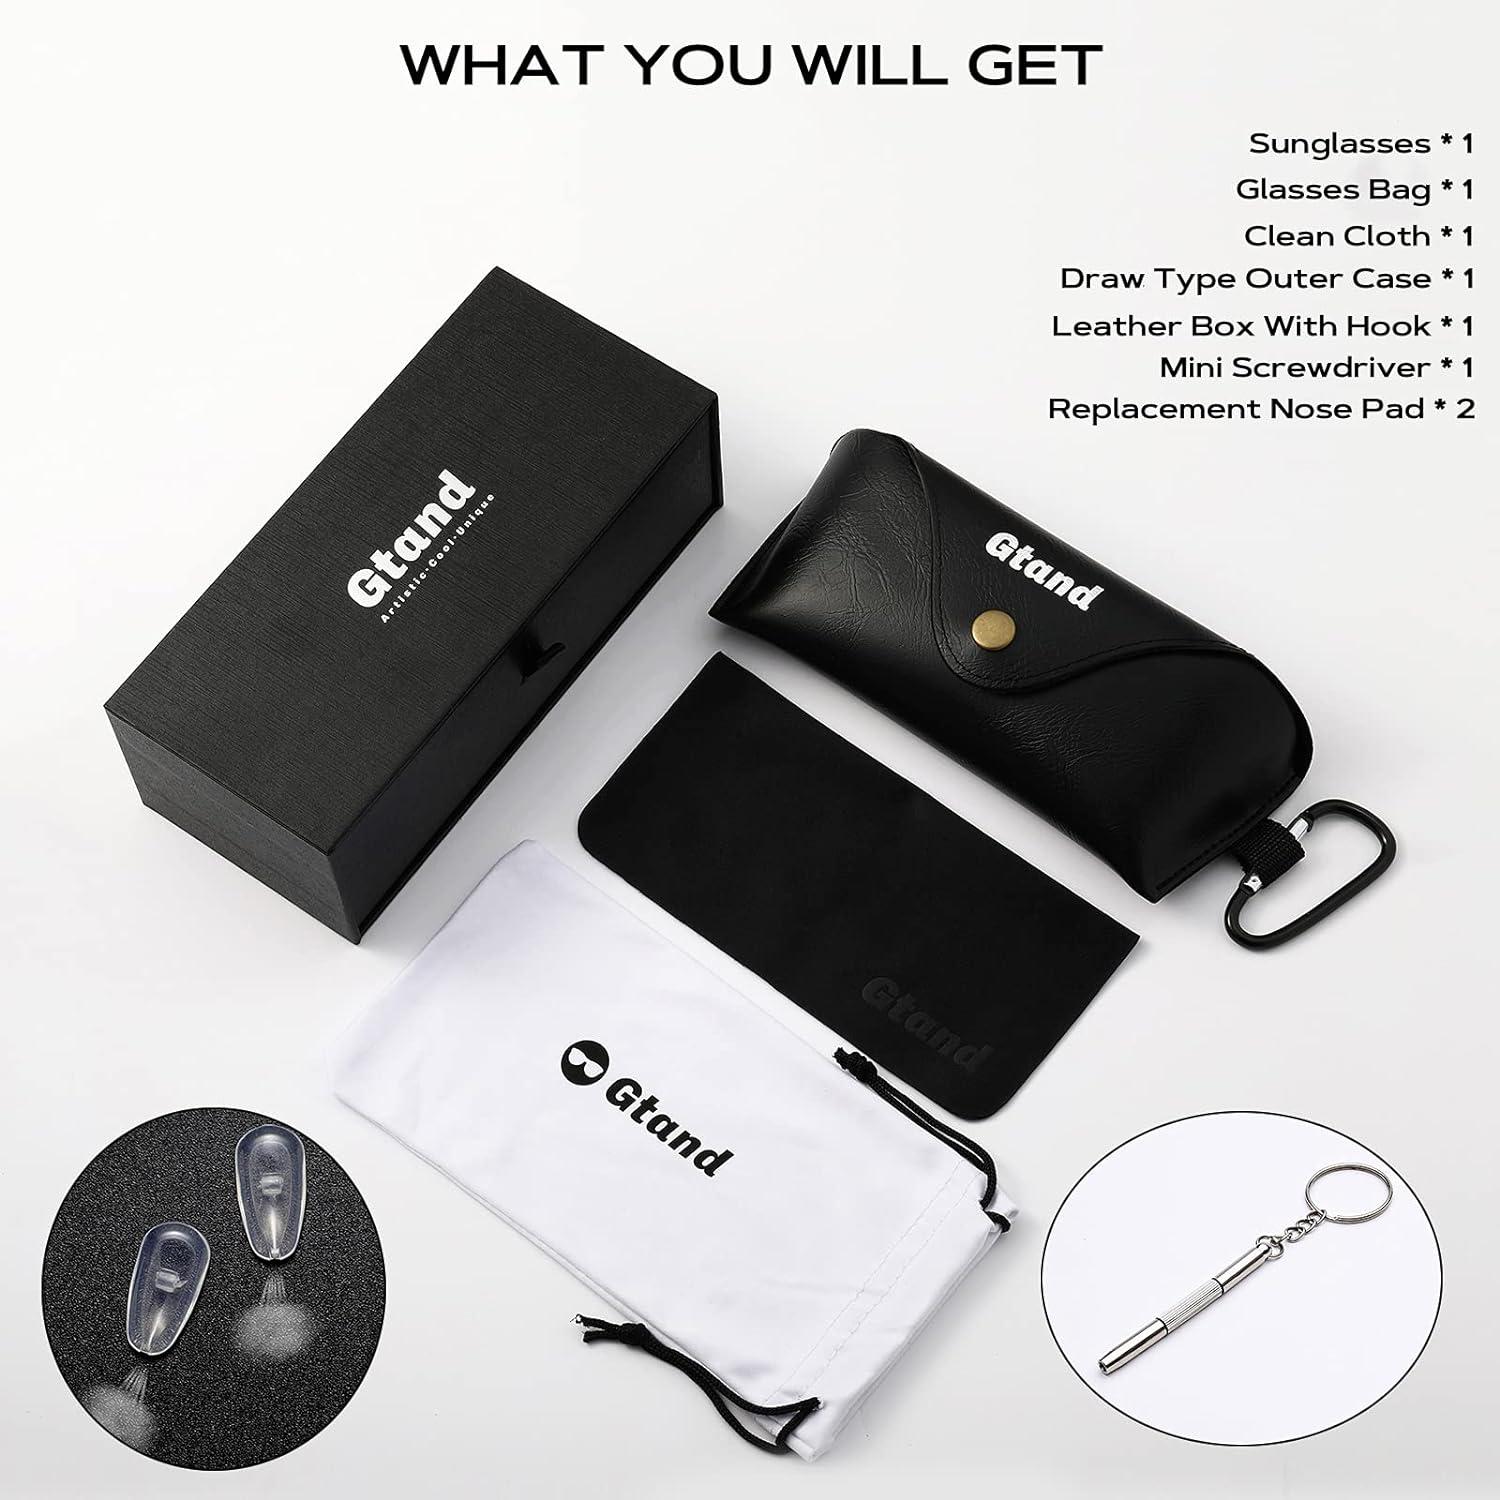 WHAT YOU WILL GET
Sunglasses * 1
Glasses Bag * 1
Clean Cloth * 1
Draw Type Outer Case * 1
Leather Box With Hook * 1
Mini Screwdriver * 1
Replacement Nose Pad * 2
Gtand
Artistic·Cool·Unique
Gtand
Gtand
Gtand